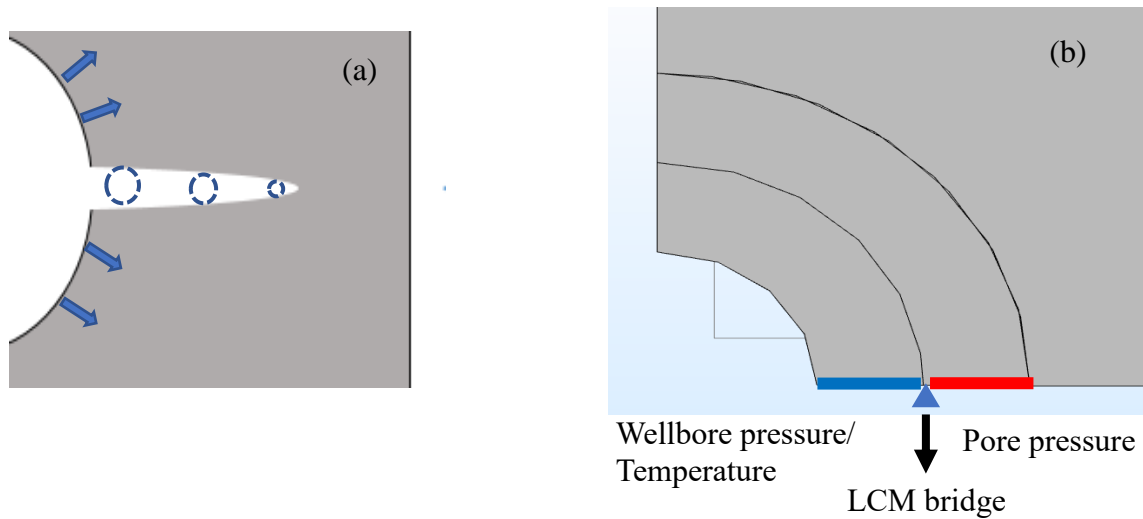 (a)
(b)
Wellbore pressure/
Temperature
Pore pressure
LCM bridge